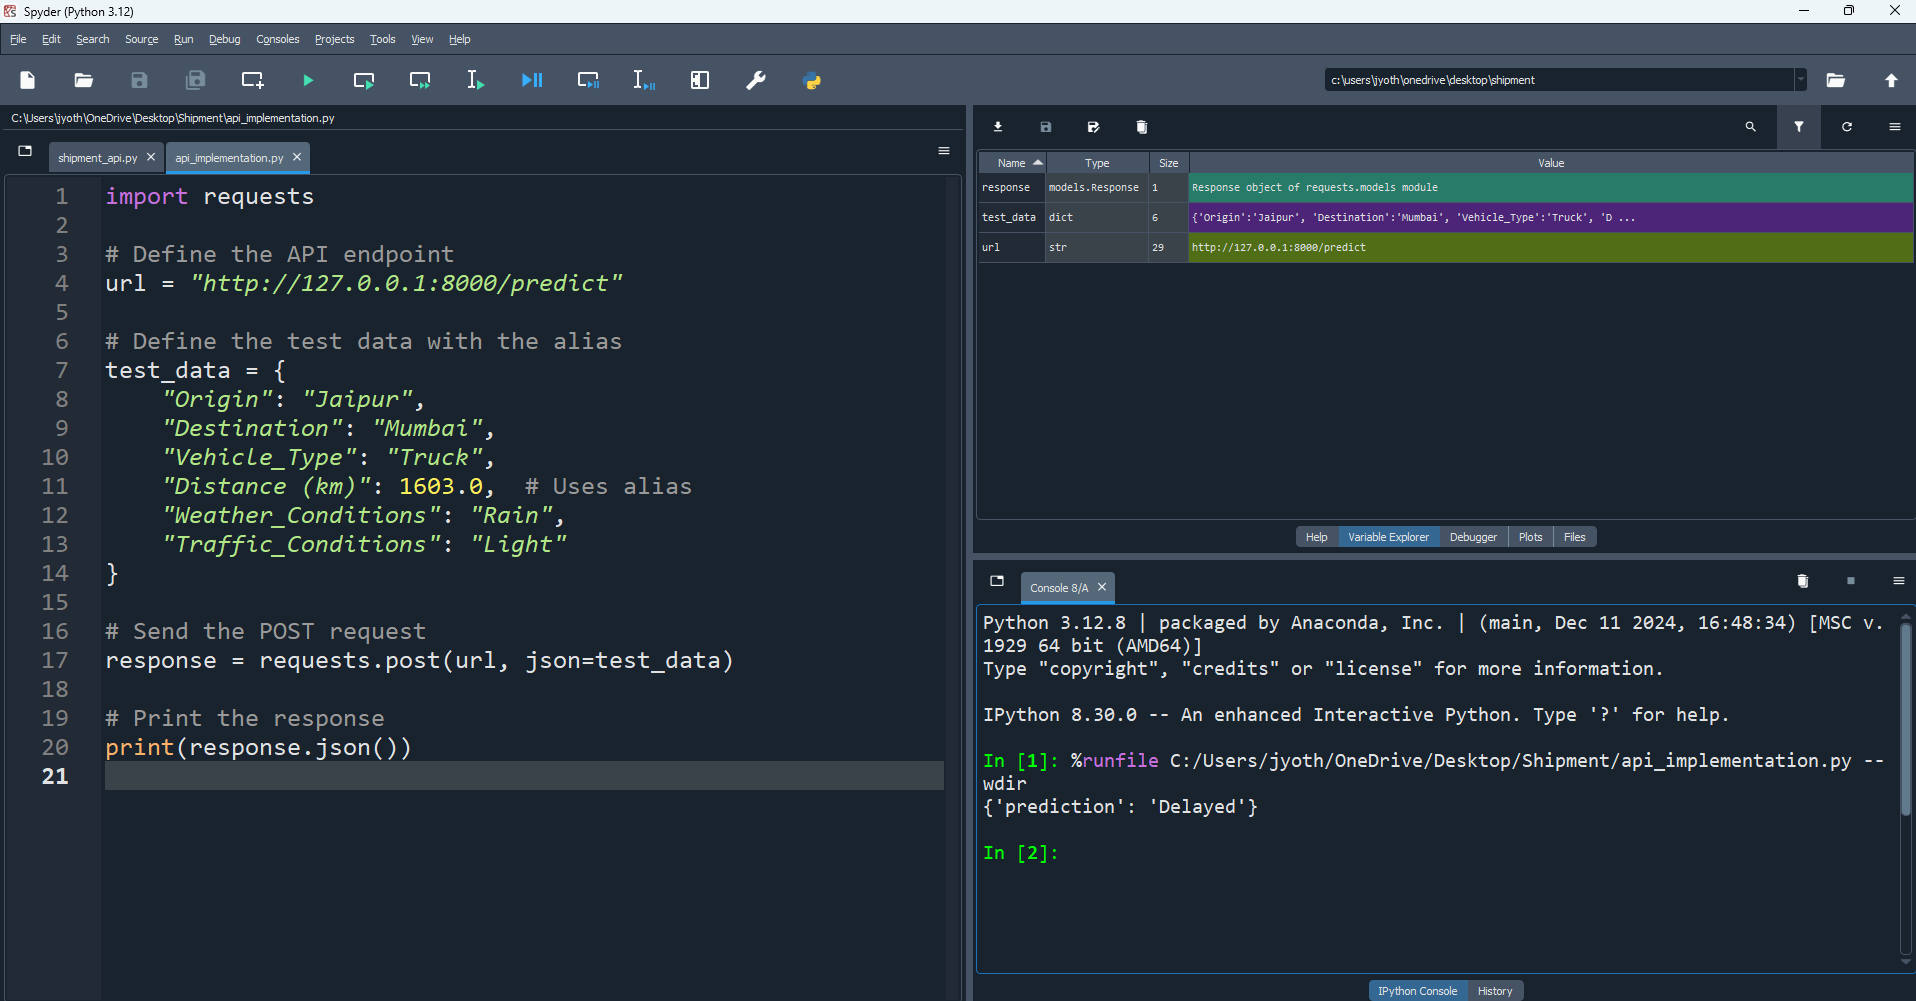 Spyder (Python 3.12)
File Edit Search Source Run Debug Consoles Projects Tools View Help
c:\users\jyoth\onedrive\desktop\shipment
C:\Users\jyoth\OneDrive\Desktop\Shipment\api_implementation.py
shipment_api.py
api_implementation.py
1 import requests
2
3 # Define the API endpoint
4 url = "http://127.0.0.1:8000/predict"
5
6 # Define the test data with the alias
7 test_data = {
8     "Origin": "Jaipur",
9     "Destination": "Mumbai",
10     "Vehicle_Type": "Truck",
11     "Distance (km)": 1603.0,  # Uses alias
12     "Weather_Conditions": "Rain",
13     "Traffic_Conditions": "Light"
14 }
15
16 # Send the POST request
17 response = requests.post(url, json=test_data)
18
19 # Print the response
20 print(response.json())
21
Name Type Size Value
response models.Response 1 Response object of requests.models module
test_data dict 6 {'Origin':'Jaipur', 'Destination':'Mumbai', 'Vehicle_Type':'Truck', 'D ...
url str 29 http://127.0.0.1:8000/predict
Help Variable Explorer Debugger Plots Files
Console 8/A
Python 3.12.8 | packaged by Anaconda, Inc. | (main, Dec 11 2024, 16:48:34) [MSC v.
1929 64 bit (AMD64)]
Type "copyright", "credits" or "license" for more information.
IPython 8.30.0 -- An enhanced Interactive Python. Type '?' for help.
In [1]: %runfile C:/Users/jyoth/OneDrive/Desktop/Shipment/api_implementation.py --
wdir
{'prediction': 'Delayed'}
In [2]:
IPython Console History